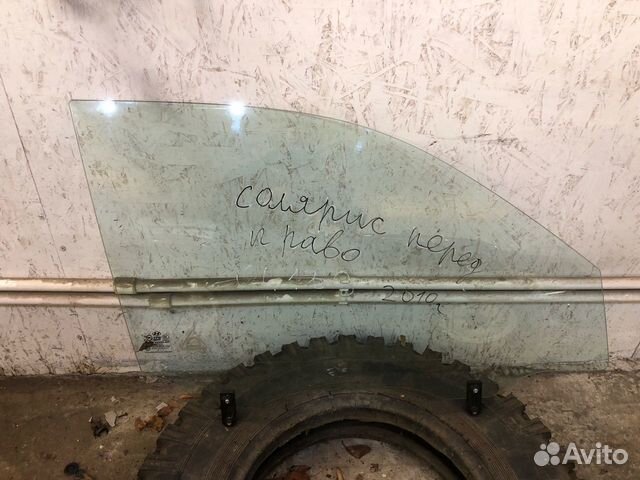 солярис перед
право
2010г
Avito